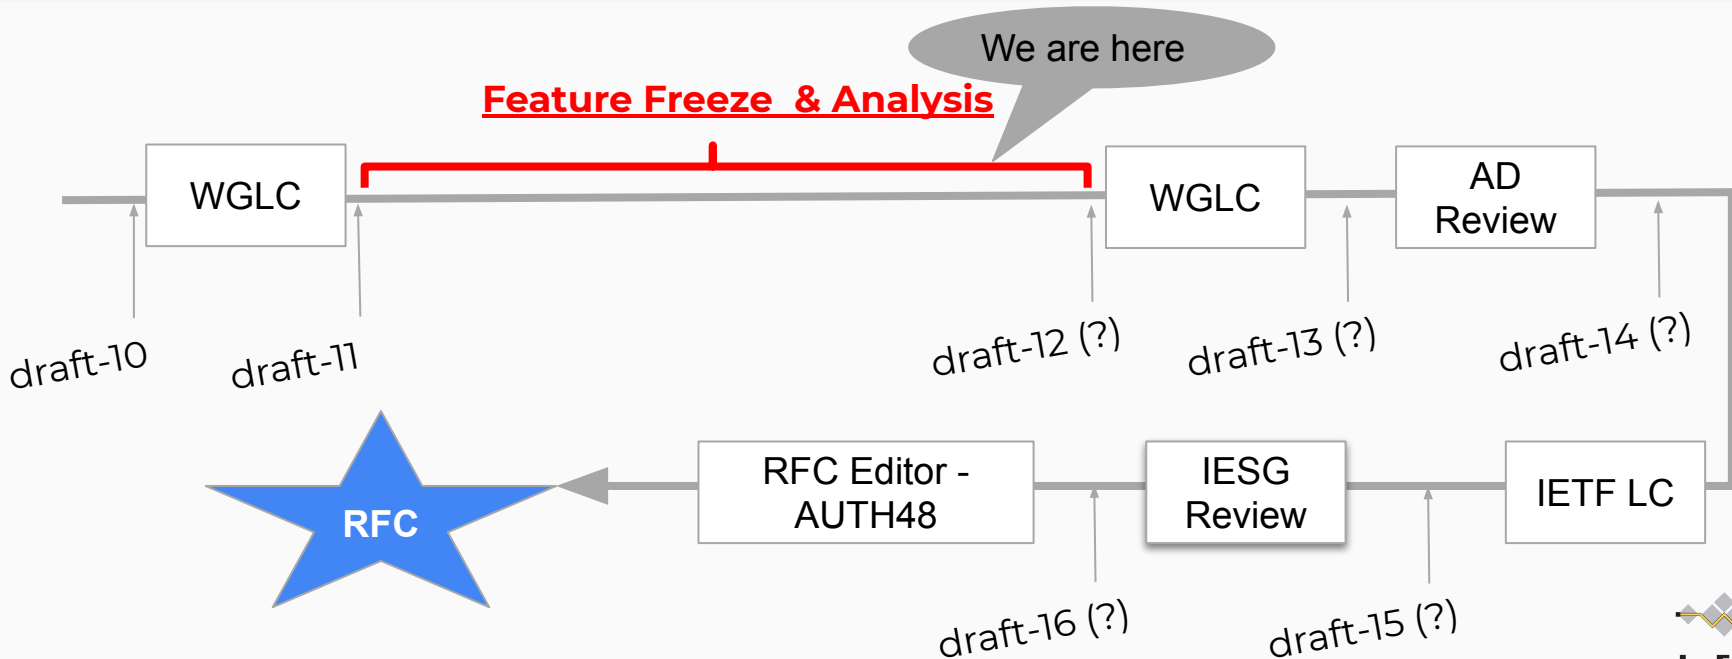 We are here
Feature Freeze & Analysis
WGLC
WGLC
AD
Review
draft-10
draft-11
draft-12 (?)
draft-13 (?)
draft-14 (?)
RFC
RFC Editor -
AUTH48
IESG
Review
IETF LC
draft-16 (?)
draft-15 (?)